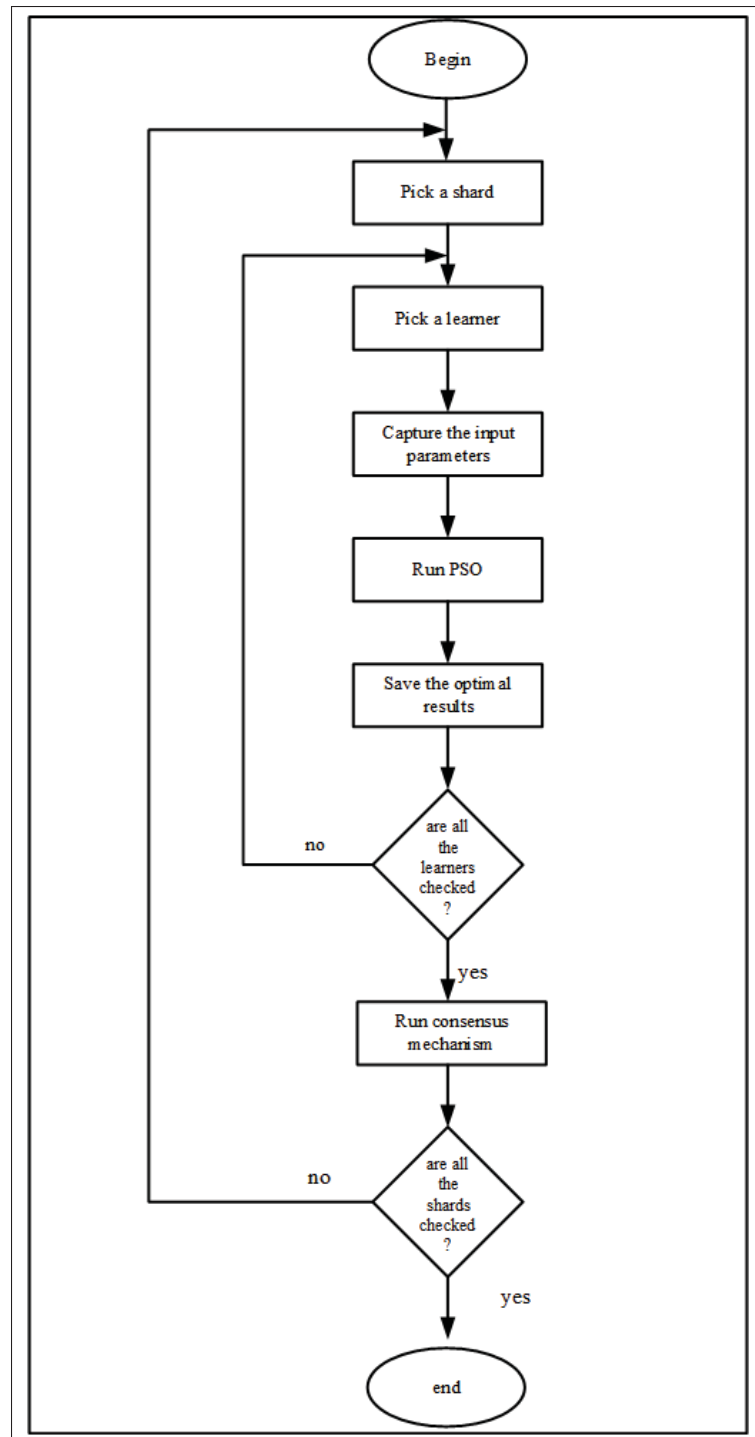 Begin
Pick a shard
Pick a learner
Capture the input
parameters
Run PSO
Save the optimal
results
are all
the
learners
checked
?
no
yes
Run consensus
mechanism
are all
the
shards
checked
?
no
yes
end